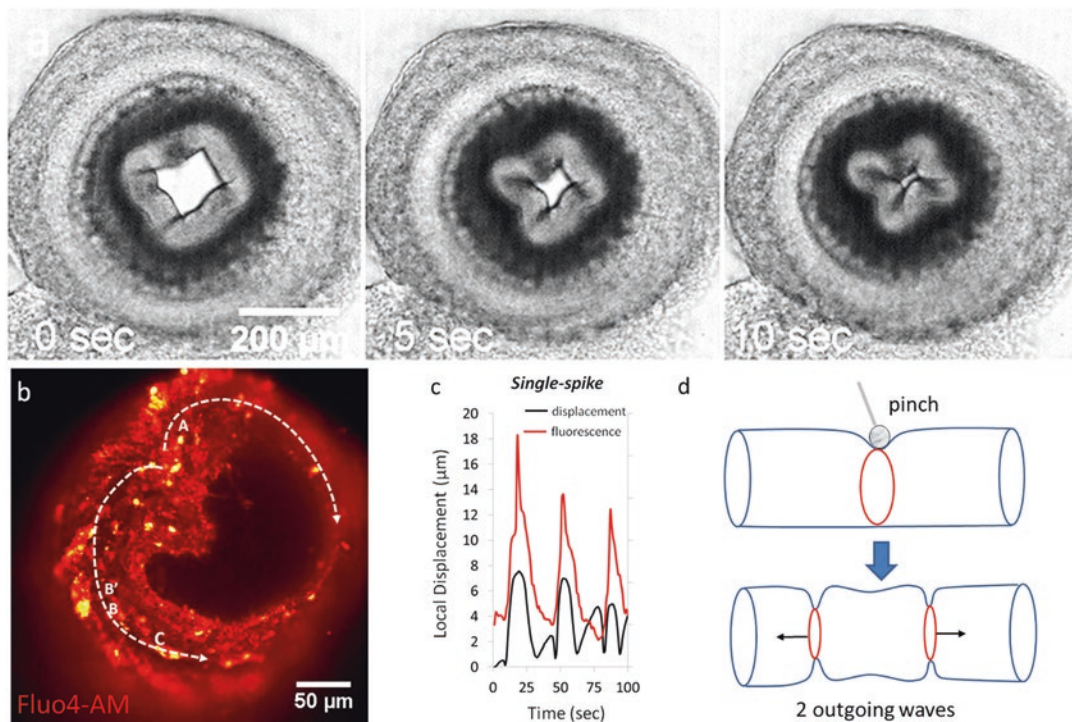 a
0 sec
200 µm
5 sec
10 sec
b
A
B'
B
C
Fluo4-AM
50 µm
c
Single-spike
displacement
fluorescence
Local Displacement (µm)
20
18
16
14
12
10
8
6
4
2
0
0
25
50
75
100
Time (sec)
d
pinch
2 outgoing waves